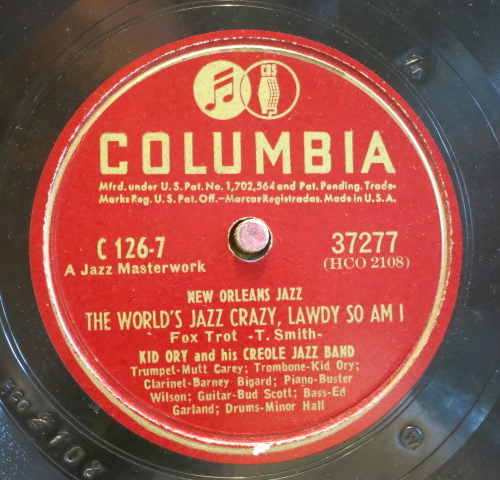 CBS
COLUMBIA
Mfrd. under U.S. Pat. No. 1,702,564 and Pat. Pending. Trade-
Marks Reg. U.S. Pat. Off.—Marcas Registradas. Made in U.S.A.
C 126-7
A Jazz Masterwork
37277
(HCO 2108)
NEW ORLEANS JAZZ
THE WORLD'S JAZZ CRAZY, LAWDY SO AM I
Fox Trot -T. Smith-
KID ORY and his CREOLE JAZZ BAND
Trumpet-Mutt Carey; Trombone-Kid Ory;
Clarinet-Barney Bigard; Piano-Buster
Wilson; Guitar-Bud Scott; Bass-Ed
Garland; Drums-Minor Hall
2108